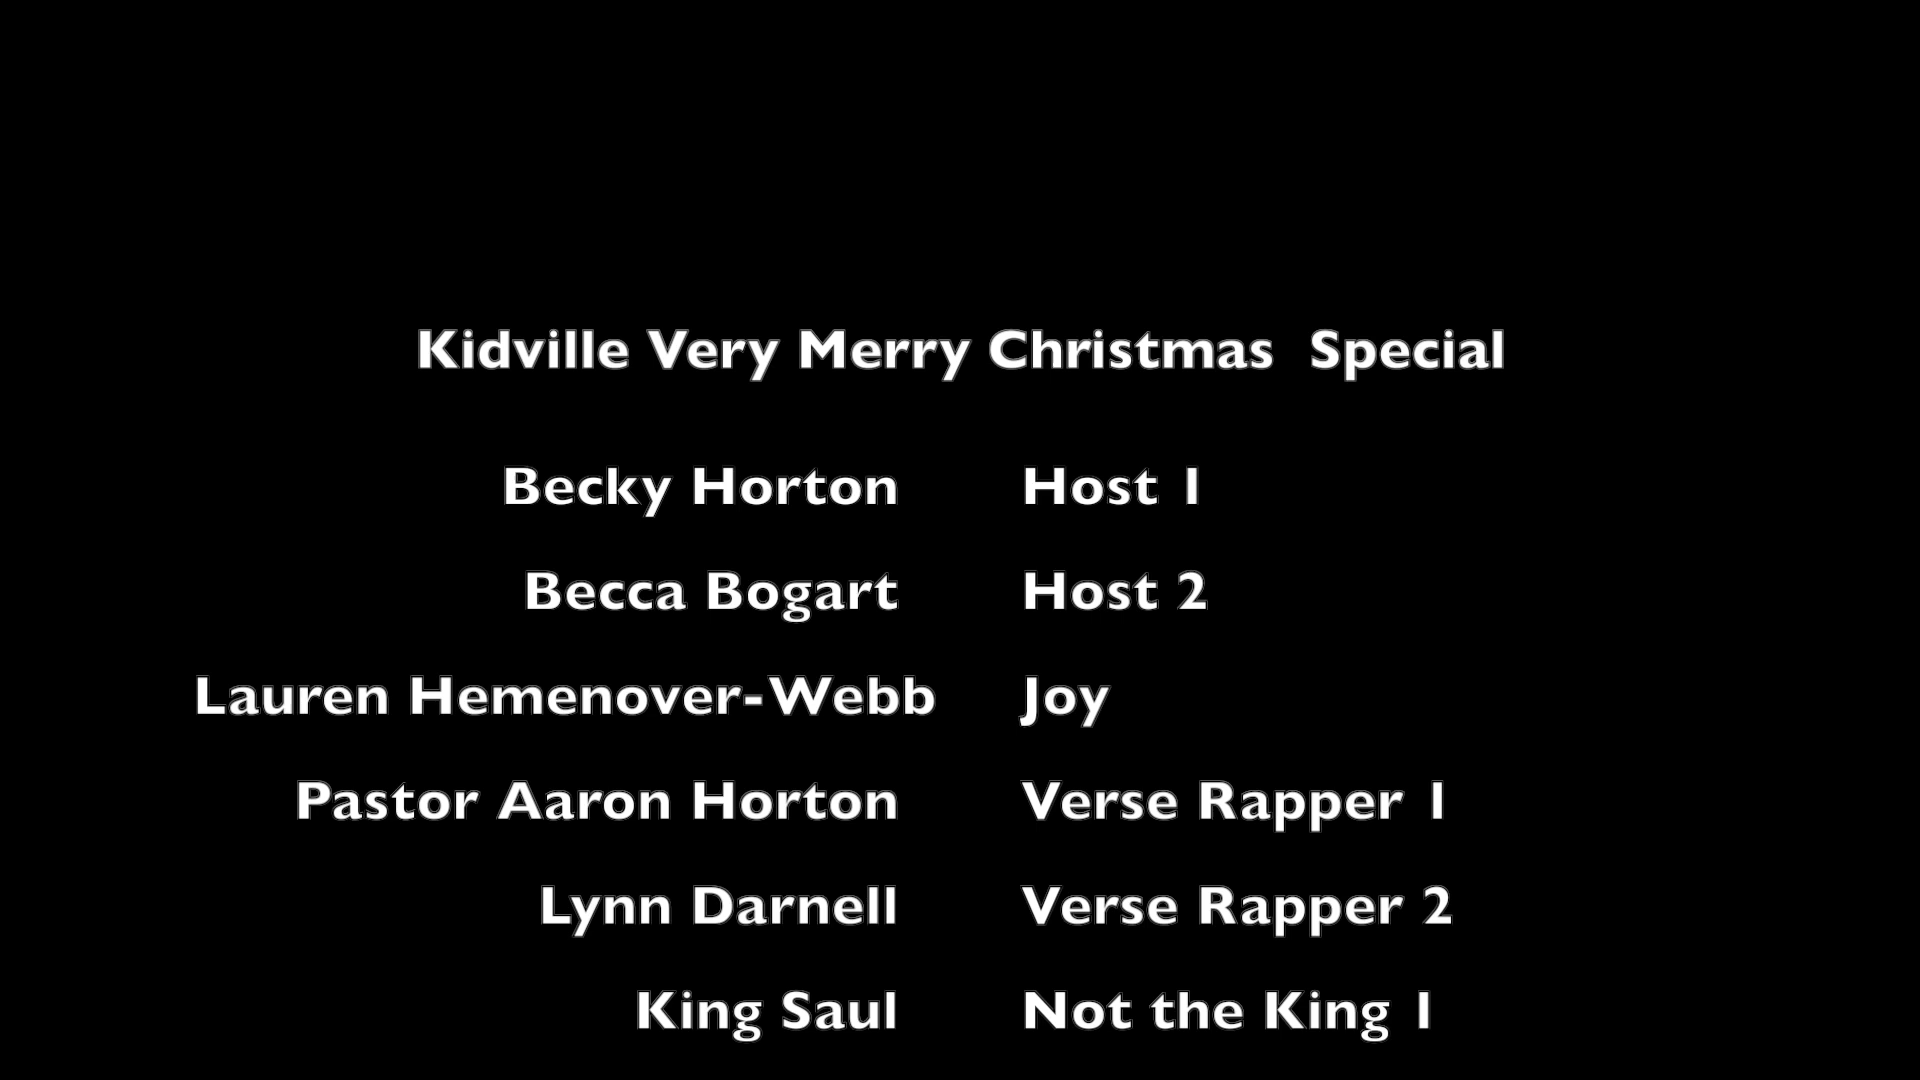 Kidville Very Merry Christmas  Special
Becky Horton Host 1
Becca Bogart Host 2
Lauren Hemenover-Webb Joy
Pastor Aaron Horton Verse Rapper 1
Lynn Darnell Verse Rapper 2
King Saul Not the King 1